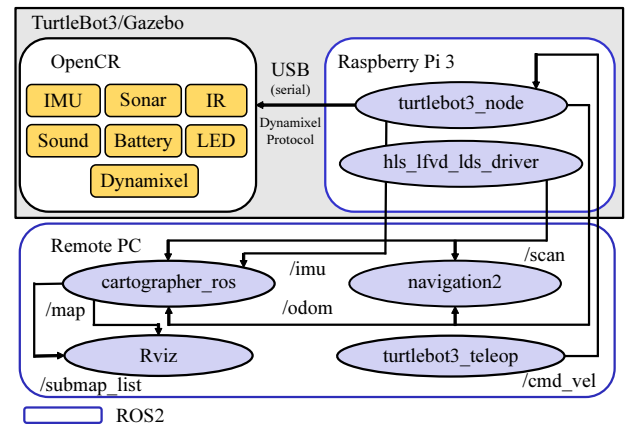 TurtleBot3/Gazebo
OpenCR
IMU
Sonar
IR
Sound
Battery
LED
Dynamixel
USB
(serial)
Dynamixel
Protocol
Raspberry Pi 3
turtlebot3_node
hls_lfvd_lds_driver
Remote PC
/scan
/imu
cartographer_ros
navigation2
/map
/odom
Rviz
turtlebot3_teleop
/submap_list
/cmd_vel
ROS2